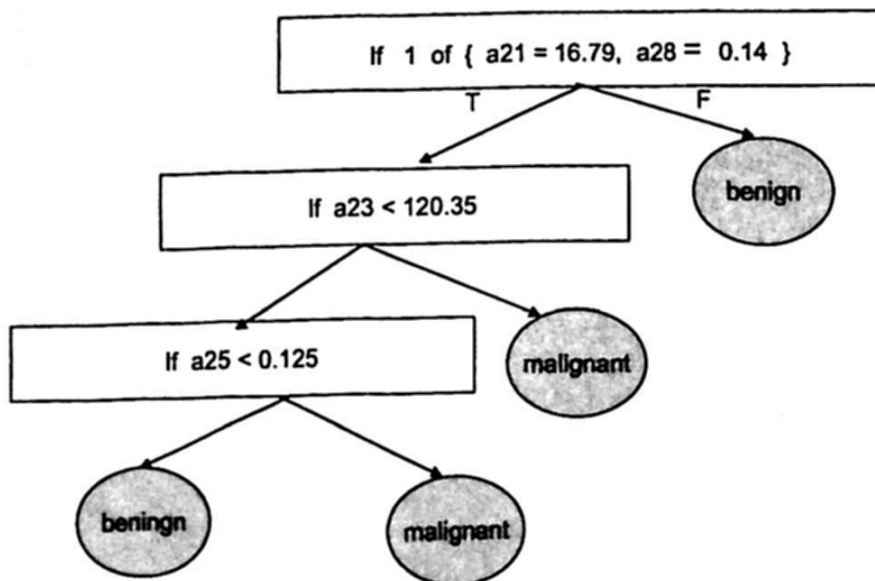 If 1 of { a21 = 16.79, a28 = 0.14 }
T
F
If a23 < 120.35
benign
If a25 < 0.125
malignant
beningn
malignant